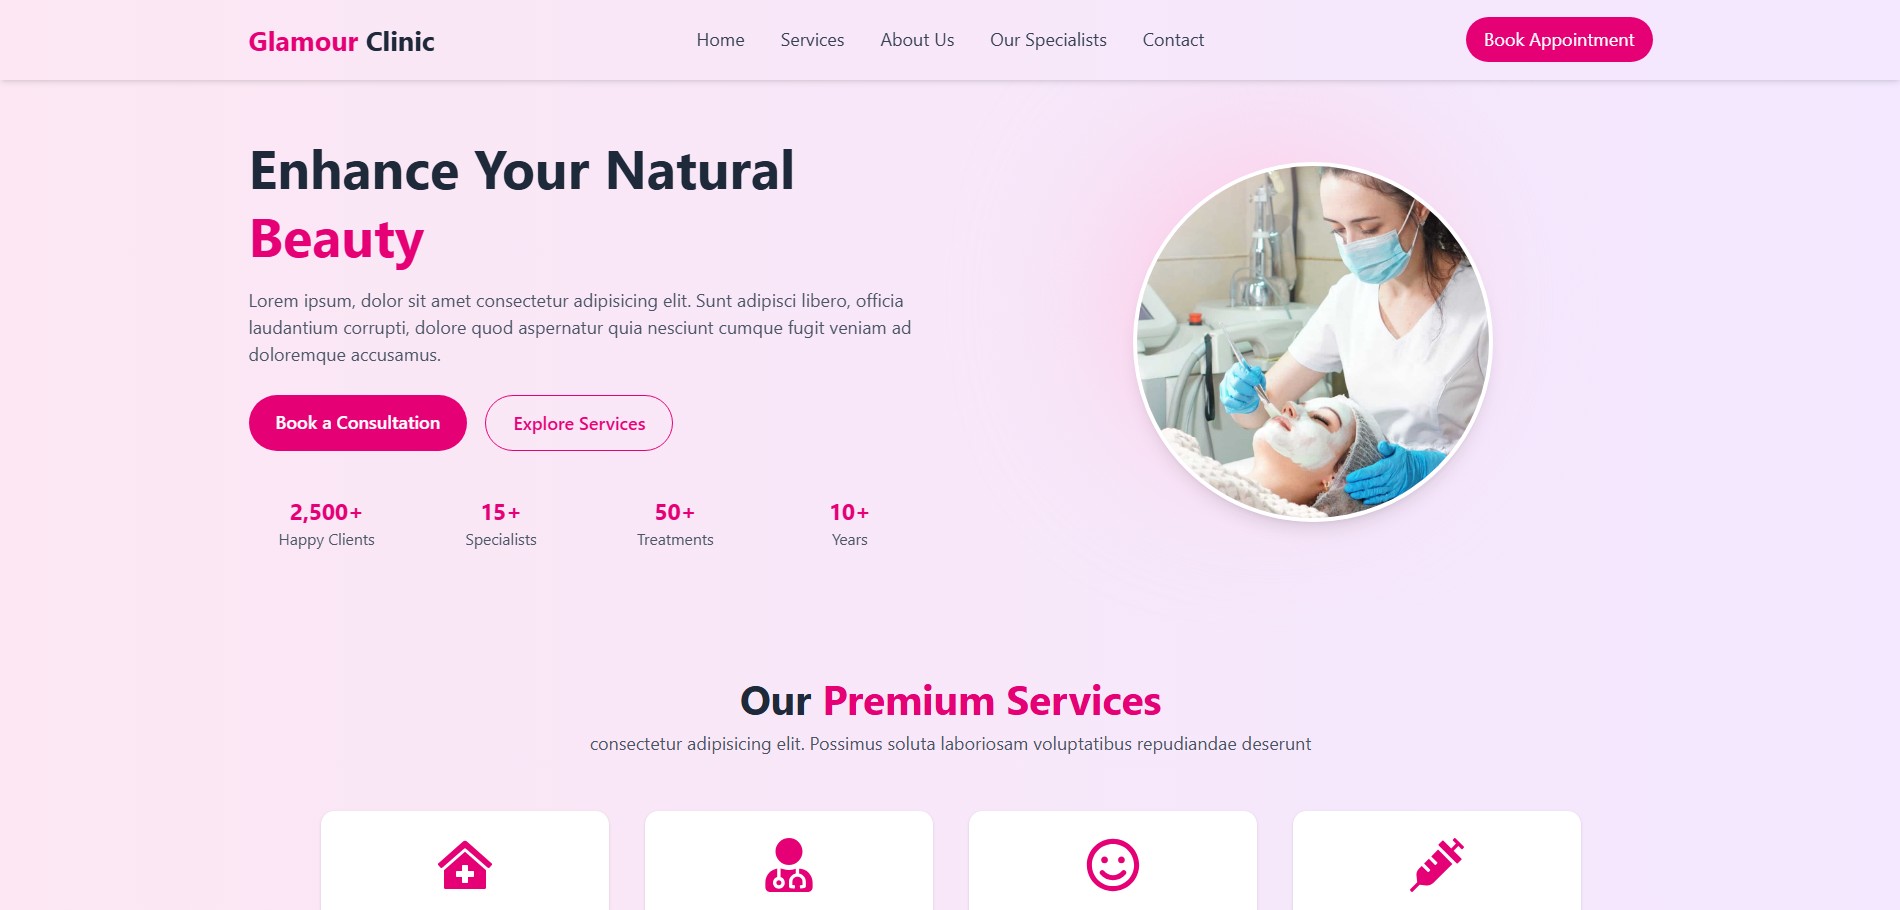 Glamour Clinic
Home
Services
About Us
Our Specialists
Contact
Book Appointment
Enhance Your Natural
Beauty
Lorem ipsum, dolor sit amet consectetur adipisicing elit. Sunt adipisci libero, officia
laudantium corrupti, dolore quod aspernatur quia nesciunt cumque fugit veniam ad
doloremque accusamus.
Book a Consultation
Explore Services
2,500+
Happy Clients
15+
Specialists
50+
Treatments
10+
Years
Our Premium Services
consectetur adipisicing elit. Possimus soluta laboriosam voluptatibus repudiandae deserunt